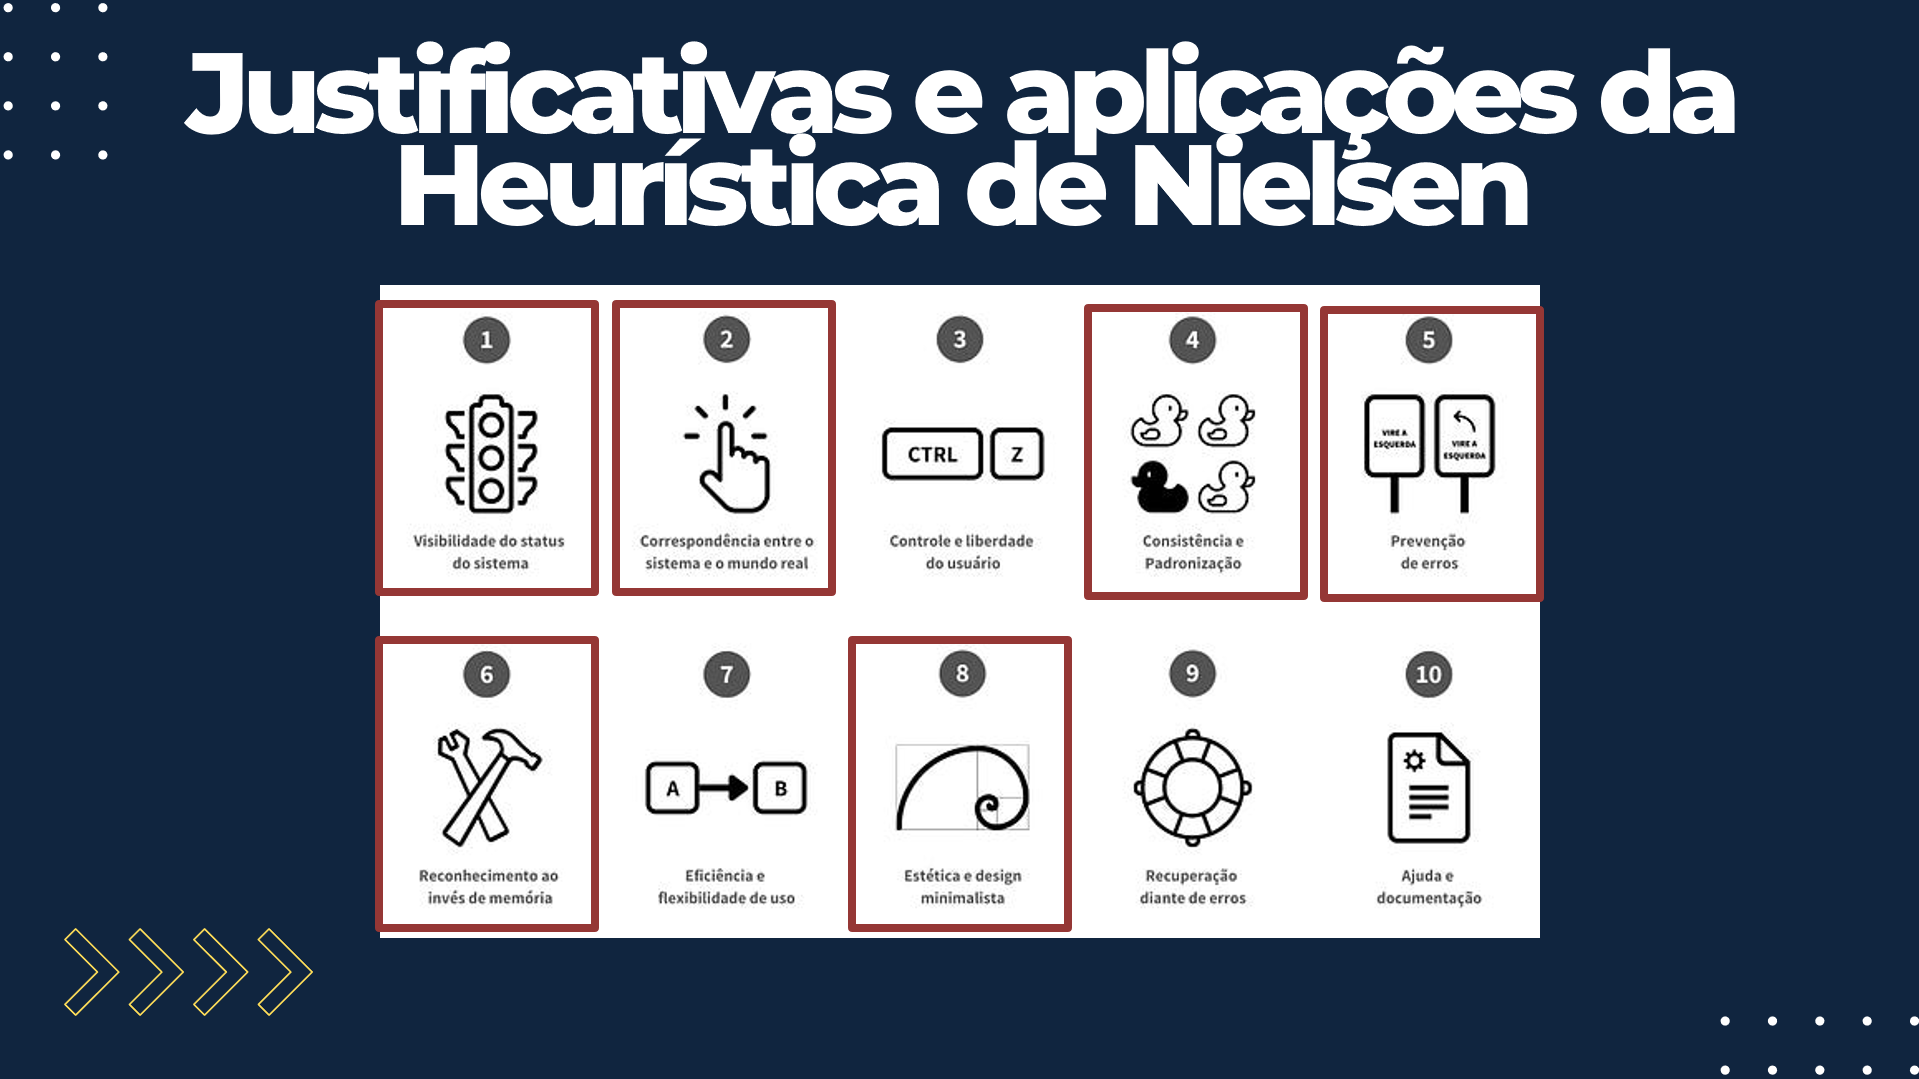 Justificativas e aplicações da
Heurística de Nielsen
1
2
3
4
5
CTRL
Z
VIRE A
ESQUERDA
VIRE A
ESQUERDA
Visibilidade do status
do sistema
Correspondência entre o
sistema e o mundo real
Controle e liberdade
do usuário
Consistência e
Padronização
Prevenção
de erros
6
7
8
9
10
A
B
Reconhecimento ao
invés de memória
Eficiência e
flexibilidade de uso
Estética e design
minimalista
Recuperação
diante de erros
Ajuda e
documentação